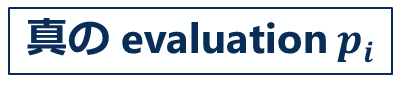 真の evaluation pᵢ